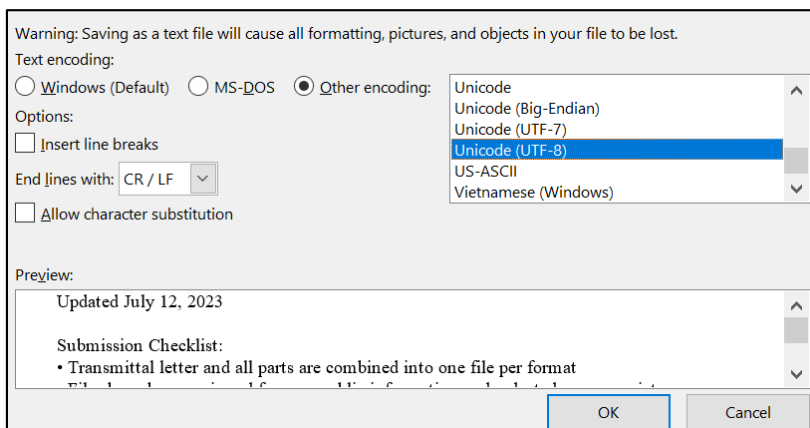 Warning: Saving as a text file will cause all formatting, pictures, and objects in your file to be lost.
Text encoding:
Windows (Default) MS-DOS Other encoding:
Unicode
Unicode (Big-Endian)
Unicode (UTF-7)
Unicode (UTF-8)
US-ASCII
Vietnamese (Windows)
Options:
Insert line breaks
End lines with: CR / LF
Allow character substitution
Preview:
Updated July 12, 2023
Submission Checklist:
• Transmittal letter and all parts are combined into one file per format
OK Cancel